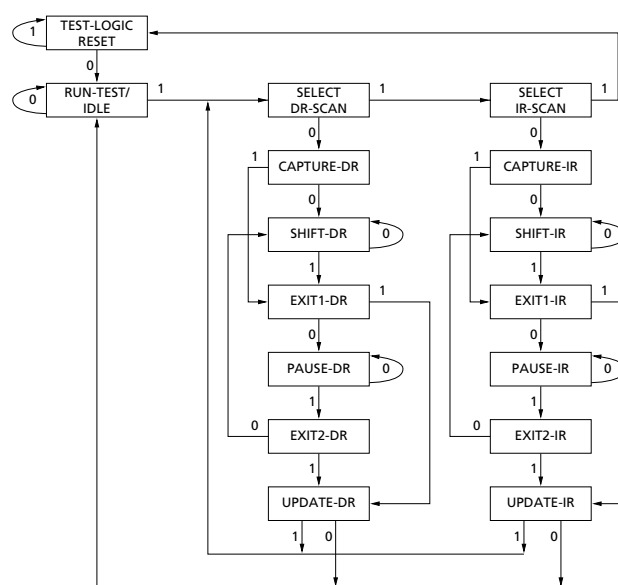 TEST-LOGIC
RESET
1
0
RUN-TEST/
IDLE
0
1
SELECT
DR-SCAN
1
SELECT
IR-SCAN
1
0
0
1
CAPTURE-DR
1
CAPTURE-IR
0
0
SHIFT-DR
0
SHIFT-IR
0
1
1
EXIT1-DR
1
EXIT1-IR
1
0
0
PAUSE-DR
0
PAUSE-IR
0
1
1
0
EXIT2-DR
0
EXIT2-IR
1
1
UPDATE-DR
UPDATE-IR
1
0
1
0